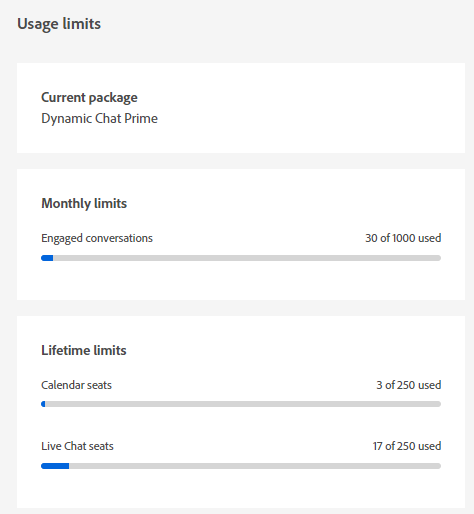 Usage limits
Current package
Dynamic Chat Prime
Monthly limits
Engaged conversations 30 of 1000 used
Lifetime limits
Calendar seats 3 of 250 used
Live Chat seats 17 of 250 used